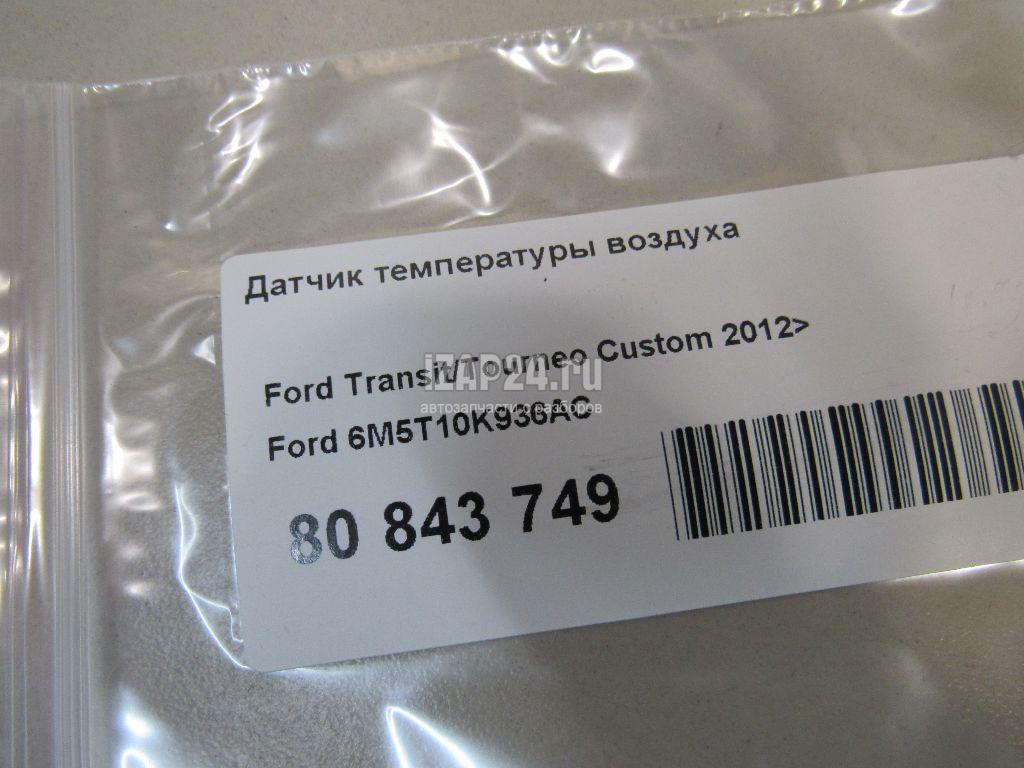 Датчик температуры воздуха
Ford Transit/Tourneo Custom 2012>
iZAP24.ru
автозапчасти с разборов
Ford 6M5T10K936AC
80 843 749